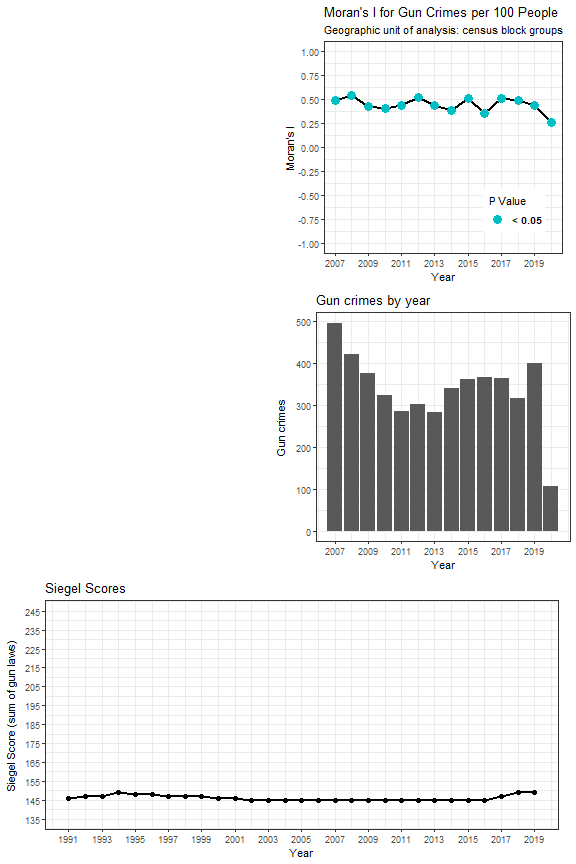 Moran's I for Gun Crimes per 100 People
Geographic unit of analysis: census block groups
1.00
0.75
0.50
0.25
0.00
-0.25
-0.50
-0.75
-1.00
Moran's I
P Value
< 0.05
2007 2009 2011 2013 2015 2017 2019
Year
Gun crimes by year
500
400
300
200
100
0
Gun crimes
2007 2009 2011 2013 2015 2017 2019
Year
Siegel Scores
245
235
225
215
205
195
185
175
165
155
145
135
Siegel Score (sum of gun laws)
1991 1993 1995 1997 1999 2001 2003 2005 2007 2009 2011 2013 2015 2017 2019
Year